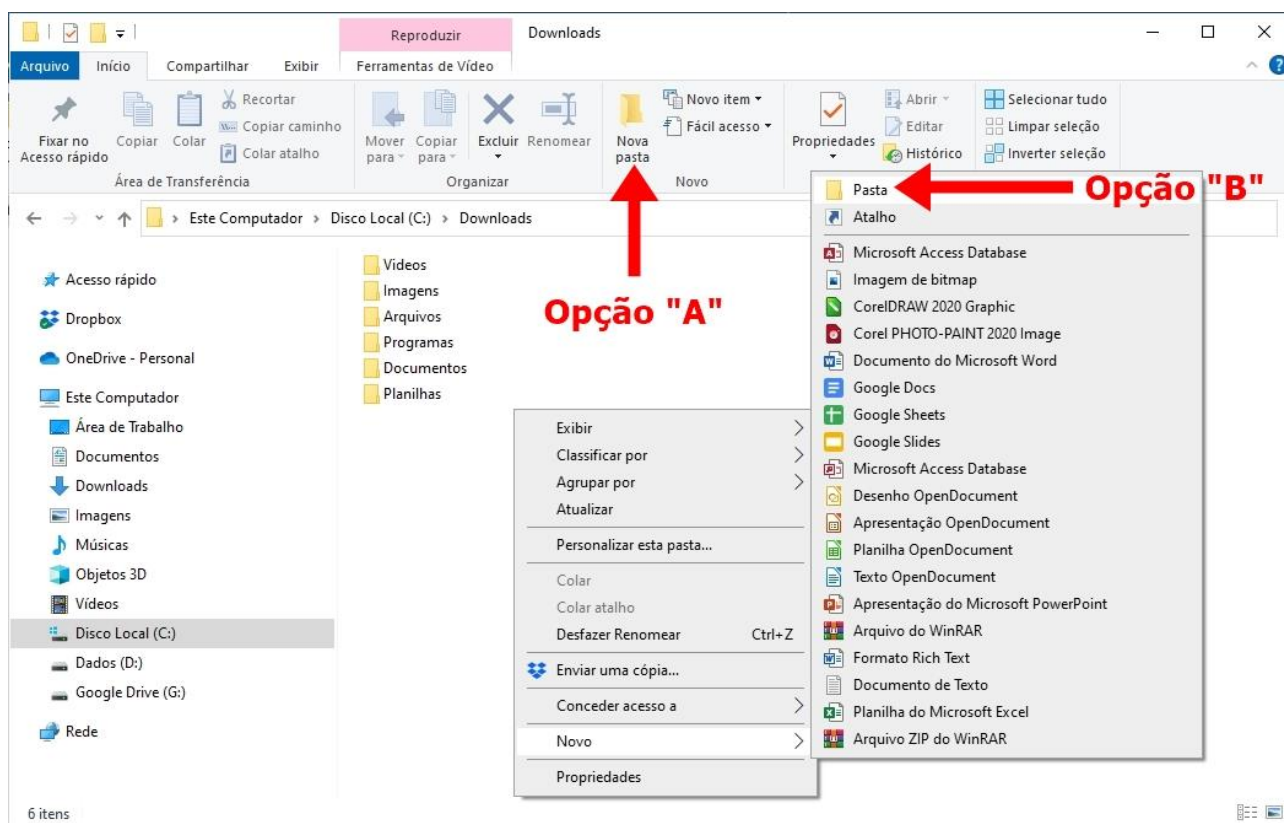 Reproduzir
Downloads
Arquivo
Início
Compartilhar
Exibir
Ferramentas de Vídeo
Fixar no
Acesso rápido
Copiar
Colar
Recortar
Copiar caminho
Colar atalho
Área de Transferência
Mover
para
Copiar
para
Excluir
Renomear
Organizar
Nova
pasta
Novo item
Fácil acesso
Novo
Propriedades
Abrir
Editar
Histórico
Selecionar tudo
Limpar seleção
Inverter seleção
Este Computador > Disco Local (C:) > Downloads
Opção "A"
Opção "B"
Acesso rápido
Dropbox
OneDrive - Personal
Este Computador
Área de Trabalho
Documentos
Downloads
Imagens
Músicas
Objetos 3D
Vídeos
Disco Local (C:)
Dados (D:)
Google Drive (G:)
Rede
Videos
Imagens
Arquivos
Programas
Documentos
Planilhas
Exibir
Classificar por
Agrupar por
Atualizar
Personalizar esta pasta...
Colar
Colar atalho
Desfazer Renomear Ctrl+Z
Enviar uma cópia...
Conceder acesso a
Novo
Propriedades
Pasta
Atalho
Microsoft Access Database
Imagem de bitmap
CorelDRAW 2020 Graphic
Corel PHOTO-PAINT 2020 Image
Documento do Microsoft Word
Google Docs
Google Sheets
Google Slides
Microsoft Access Database
Desenho OpenDocument
Apresentação OpenDocument
Planilha OpenDocument
Texto OpenDocument
Apresentação do Microsoft PowerPoint
Arquivo do WinRAR
Formato Rich Text
Documento de Texto
Planilha do Microsoft Excel
Arquivo ZIP do WinRAR
6 itens